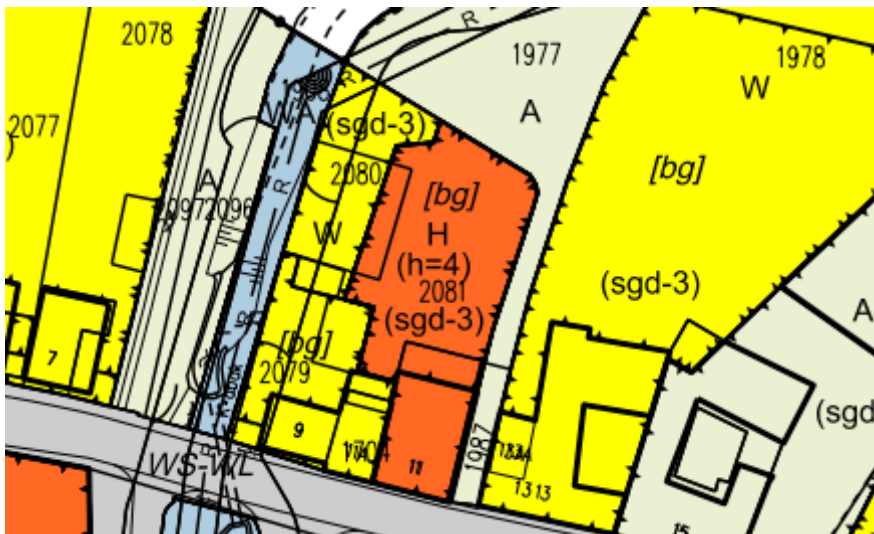 2078
1977
1978
W
R
A
WA
(sgd-3)
2077
)
2080
[bg]
[bg]
A
R
2097
2096
W
H
(h=4)
2081
(sgd-3)
(sgd-3)
A
[bg]
2079
7
9
11
1987
13
13
(sgd
WS-WL
15